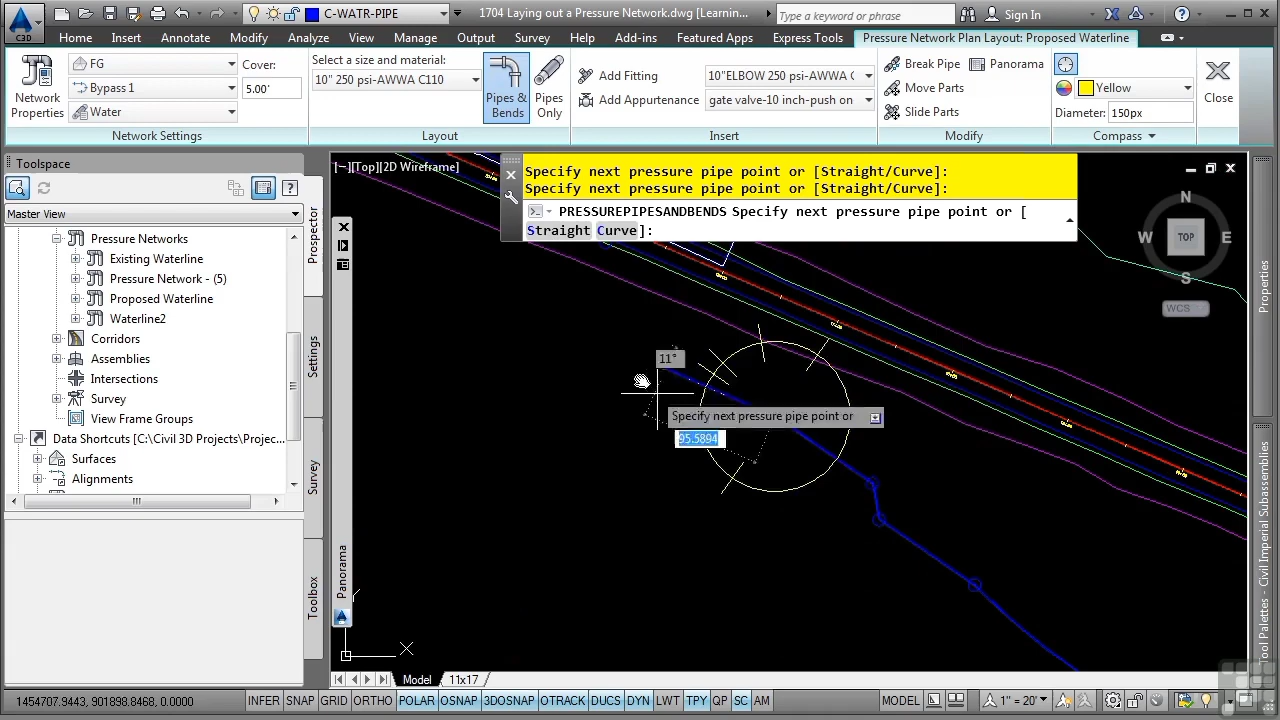 1704 Laying out a Pressure Network.dwg [Learnin...
Type a keyword or phrase
Sign In
C-WATR-PIPE
C3D
Home Insert Annotate Modify Analyze View Manage Output Survey Help Add-ins Featured Apps Express Tools Pressure Network Plan Layout: Proposed Waterline
Network Properties
FG
Cover:
Bypass 1
5.00'
Water
Network Settings
Select a size and material:
10" 250 psi-AWWA C110
Pipes & Bends
Pipes Only
Layout
Add Fitting
10"ELBOW 250 psi-AWWA C
Add Appurtenance
gate valve-10 inch-push on
Insert
Break Pipe
Panorama
Move Parts
Slide Parts
Modify
Yellow
Diameter: 150px
Compass
Close
Toolspace
Master View
Pressure Networks
Existing Waterline
Pressure Network - (5)
Proposed Waterline
Waterline2
Corridors
Assemblies
Intersections
Survey
View Frame Groups
Data Shortcuts [C:\Civil 3D Projects\Projec...
Surfaces
Alignments
Prospector
Settings
Survey
Toolbox
Panorama
[−][Top][2D Wireframe]
Specify next pressure pipe point or [Straight/Curve]:
Specify next pressure pipe point or [Straight/Curve]:
PRESSUREPIPESANDBENDS Specify next pressure pipe point or [
Straight Curve]:
N
W TOP E
S
WCS
11°
Specify next pressure pipe point or
95.5894
Y
X
Properties
Tool Palettes - Civil Imperial Subassemblies
Model 11x17
1454707.9443, 901898.8468, 0.0000
INFER SNAP GRID ORTHO POLAR OSNAP 3DOSNAP OTRACK DUCS DYN LWT TPY QP SC AM
MODEL
1" = 20'